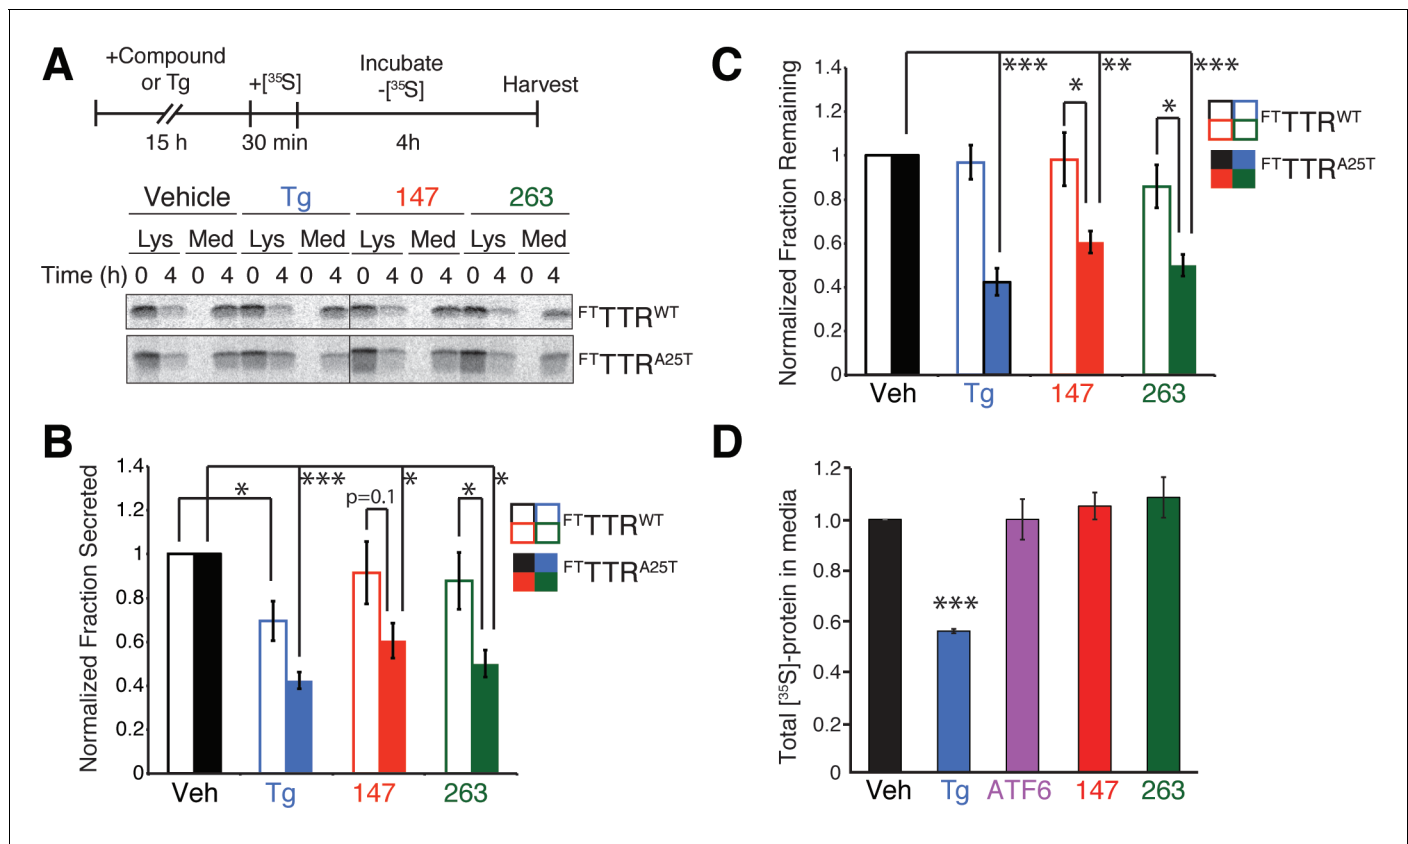 A
+Compound
or Tg
+[³⁵S]
Incubate
-[³⁵S]
Harvest
15 h
30 min
4h
Vehicle Tg 147 263
Lys Med Lys Med Lys Med Lys Med
Time (h) 0 4 0 4 0 4 0 4 0 4 0 4 0 4 0 4
FTTTRWT
FTTTRA25T
B
Normalized Fraction Secreted
1.4
1.2
1
0.8
0.6
0.4
0.2
0
*
***
p=0.1
*
*
*
FTTTRWT
FTTTRA25T
Veh Tg 147 263
C
Normalized Fraction Remaining
1.4
1.2
1
0.8
0.6
0.4
0.2
0
***
*
**
*
***
FTTTRWT
FTTTRA25T
Veh Tg 147 263
D
Total [³⁵S]-protein in media
1.2
1.0
0.8
0.6
0.4
0.2
0
***
Veh Tg ATF6 147 263